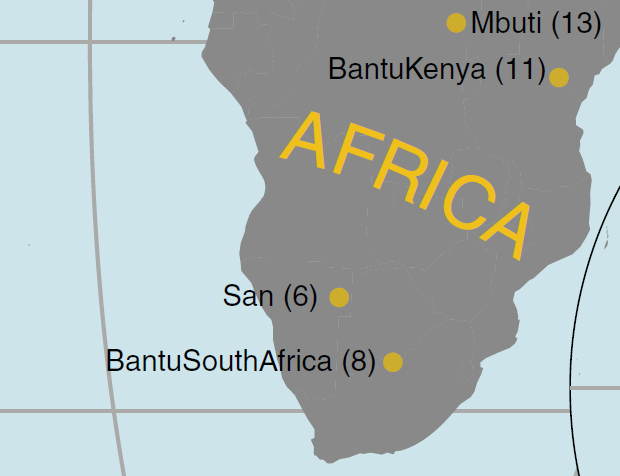 Mbuti (13)
BantuKenya (11)
AFRICA
San (6)
BantuSouthAfrica (8)